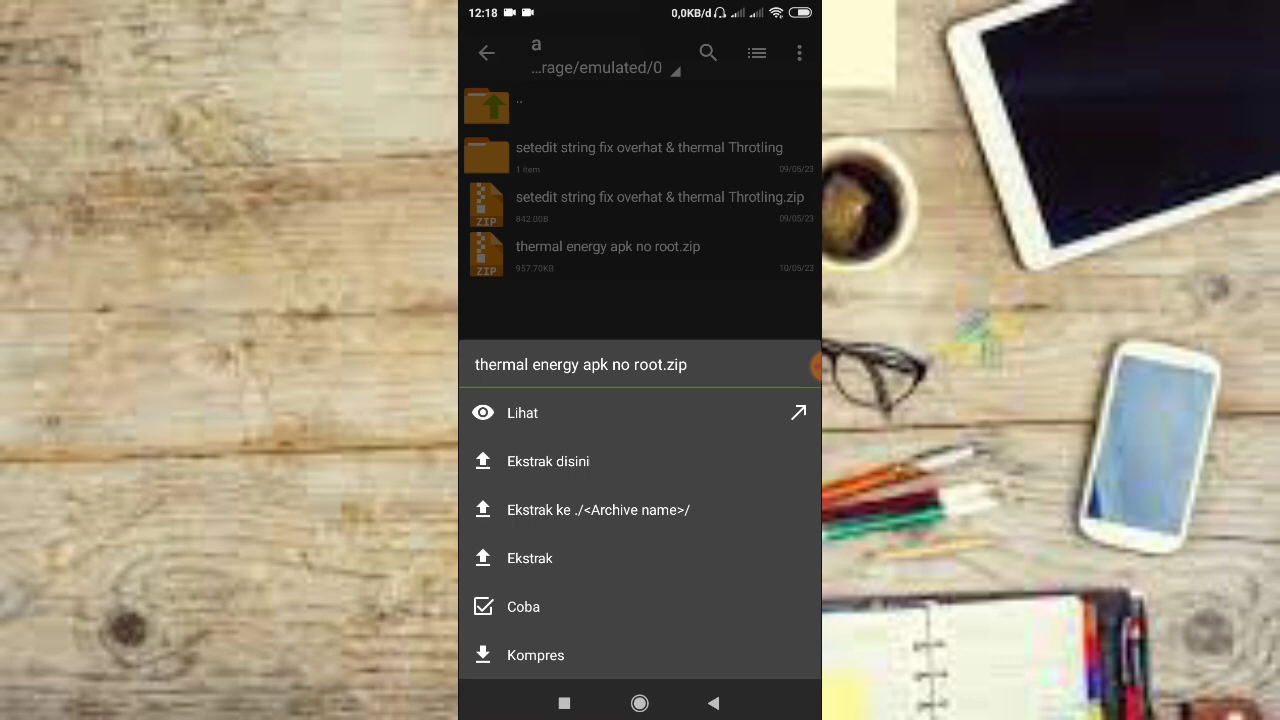 12:18
0,0KB/d
a
...rage/emulated/0
..
setedit string fix overhat & thermal Throtling
1 item
09/05/23
setedit string fix overhat & thermal Throtling.zip
ZIP
842.00B
09/05/23
thermal energy apk no root.zip
ZIP
957.70KB
10/05/23
thermal energy apk no root.zip
Lihat
Ekstrak disini
Ekstrak ke ./<Archive name>/
Ekstrak
Coba
Kompres